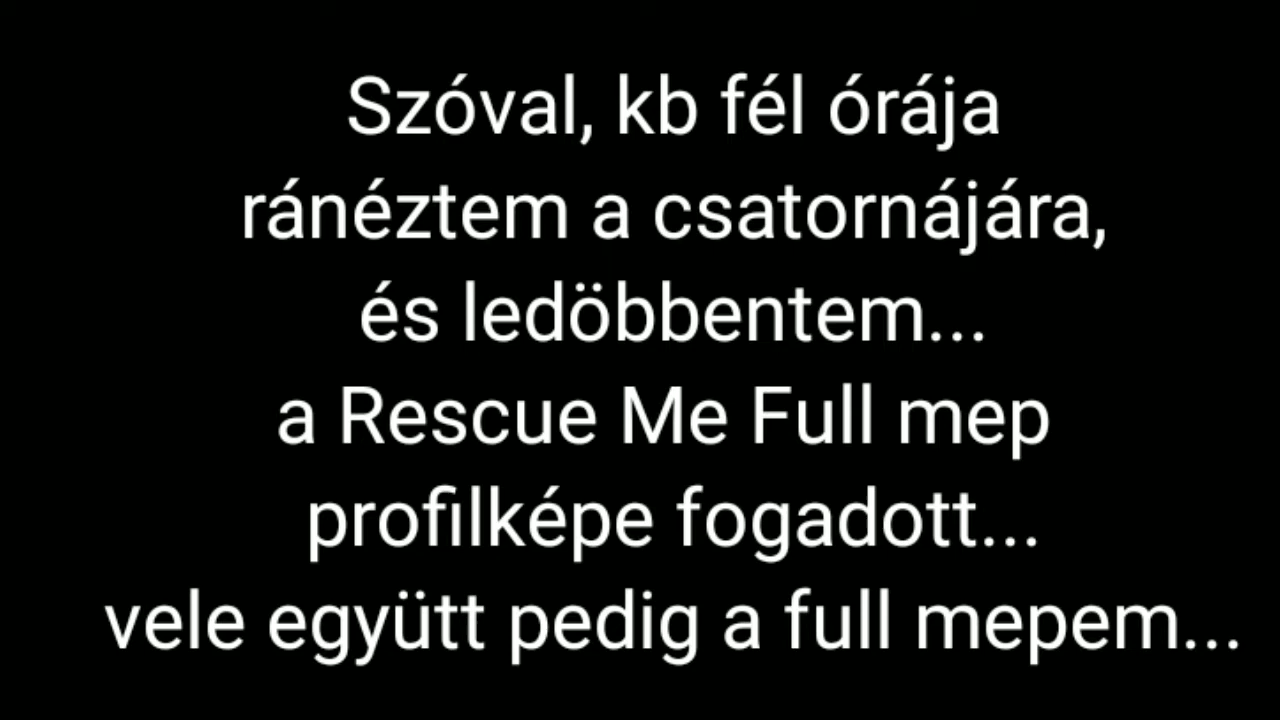 Szóval, kb fél órája
ránéztem a csatornájára,
és ledöbbentem...
a Rescue Me Full mep
profilképe fogadott...
vele együtt pedig a full mepem...